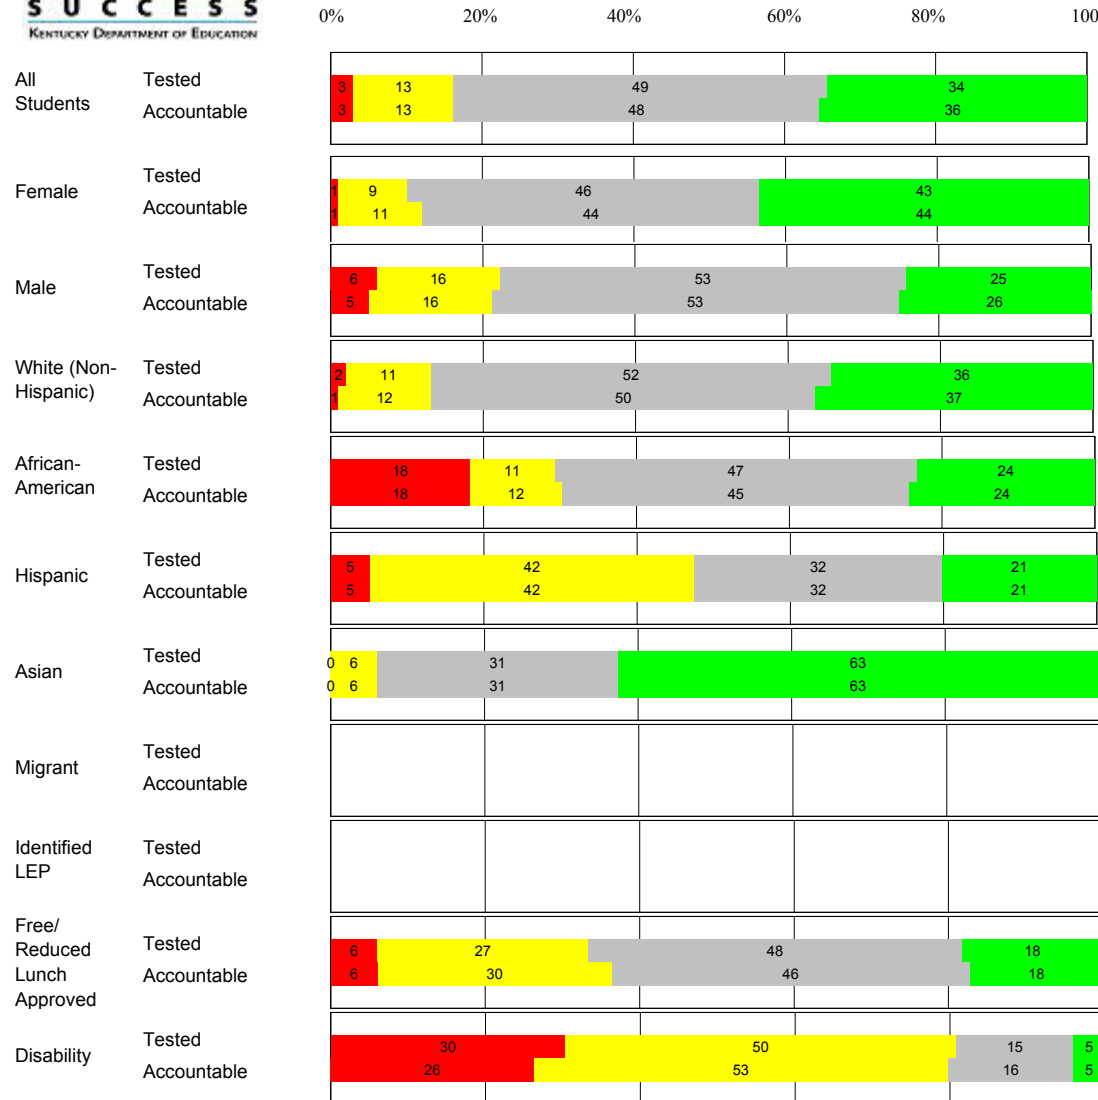 S U C C E S S
KENTUCKY DEPARTMENT OF EDUCATION
0% 20% 40% 60% 80% 100
All Students
Tested 3 13 49 34
Accountable 3 13 48 36
Female
Tested 1 9 46 43
Accountable 1 11 44 44
Male
Tested 6 16 53 25
Accountable 5 16 53 26
White (Non-
Hispanic)
Tested 2 11 52 36
Accountable 1 12 50 37
African-
American
Tested 18 11 47 24
Accountable 18 12 45 24
Hispanic
Tested 5 42 32 21
Accountable 5 42 32 21
Asian
Tested 0 6 31 63
Accountable 0 6 31 63
Migrant
Tested
Accountable
Identified
LEP
Tested
Accountable
Free/
Reduced
Lunch
Approved
Tested 6 27 48 18
Accountable 6 30 46 18
Disability
Tested 30 50 15 5
Accountable 26 53 16 5